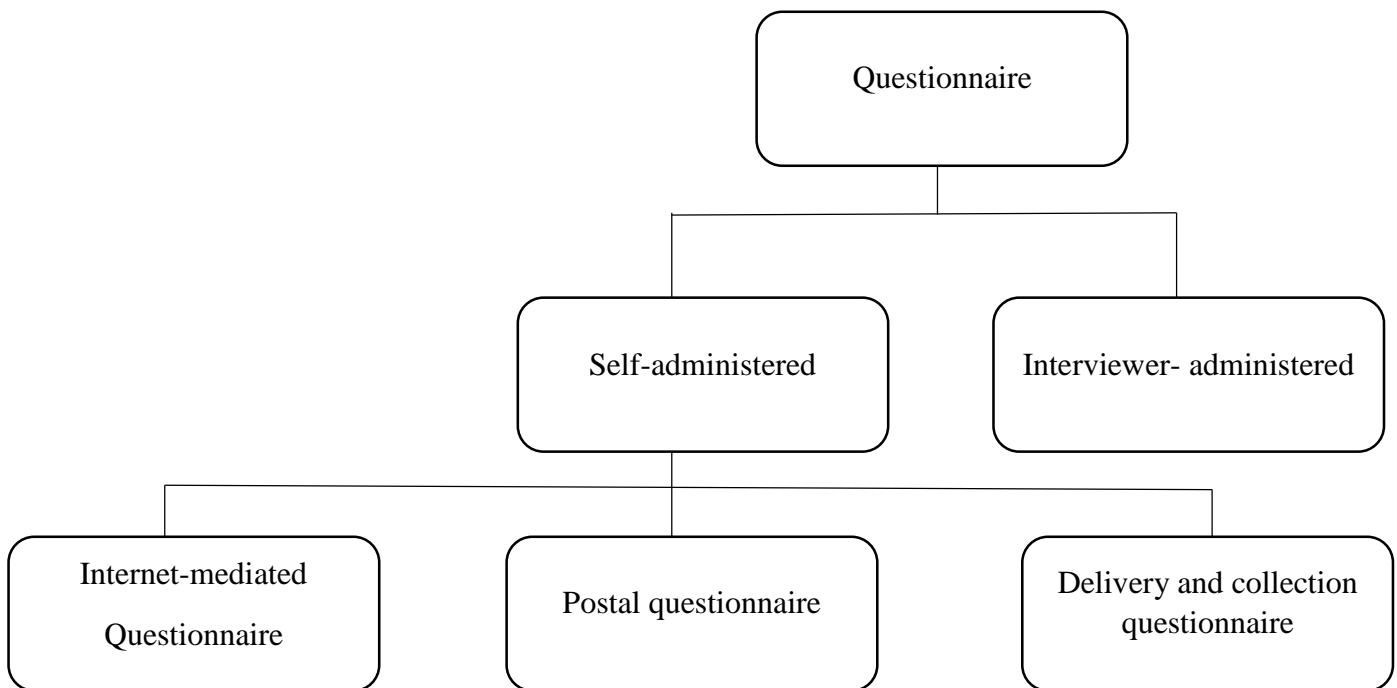 Questionnaire
Self-administered
Interviewer- administered
Internet-mediated
Questionnaire
Postal questionnaire
Delivery and collection
questionnaire